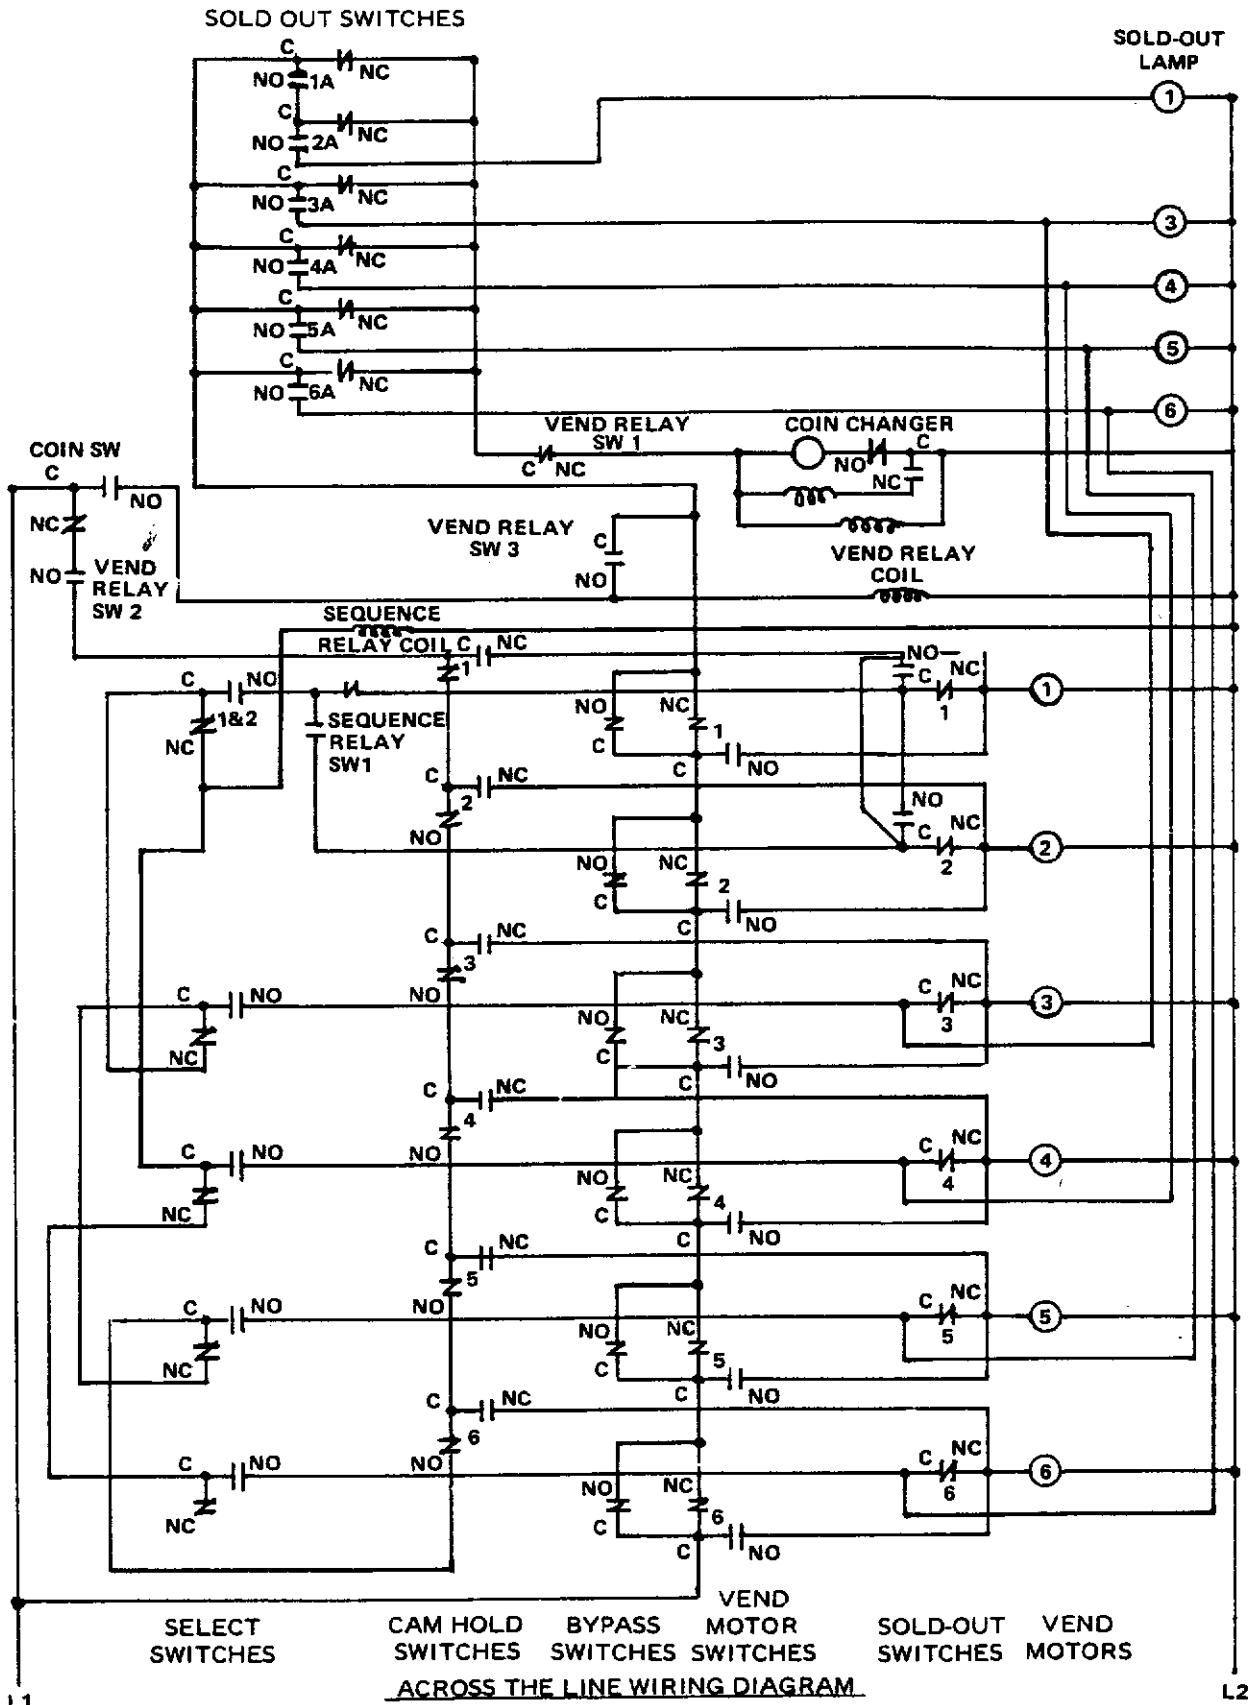 SOLD OUT SWITCHES
SOLD-OUT
LAMP
C
NC
NO 1A
1
C
NC
NO 2A
C
NC
NO 3A
3
C
NC
NO 4A
4
C
NC
NO 5A
5
C
NC
NO 6A
6
VEND RELAY
SW 1
C NC
COIN CHANGER
C
NO
NC
COIN SW
C
NO
NC
VEND RELAY
SW 3
C
NO
VEND RELAY
COIL
NO
VEND
RELAY
SW 2
SEQUENCE
RELAY COIL
C NC
1
NO
C NC
1
1
C NO
1&2
NC
SEQUENCE
RELAY
SW1
NO NC
1
C C
NO
C NC
2
NO
NO
C NC
2
2
NO NC
2
C C
NO
C NC
3
NO
C NO
NC
NO NC
3
C C
NO
C NC
3
3
C NC
4
NO
C NO
NC
NO NC
4
C C
NO
C NC
4
4
C NC
5
NO
C NO
NC
NO NC
5
C C
NO
C NC
5
5
C NC
6
NO
C NO
NC
NO NC
6
C C
NO
C NC
6
6
SELECT
SWITCHES
CAM HOLD
SWITCHES
BYPASS
SWITCHES
VEND
MOTOR
SWITCHES
SOLD-OUT
SWITCHES
VEND
MOTORS
ACROSS THE LINE WIRING DIAGRAM
L1
L2